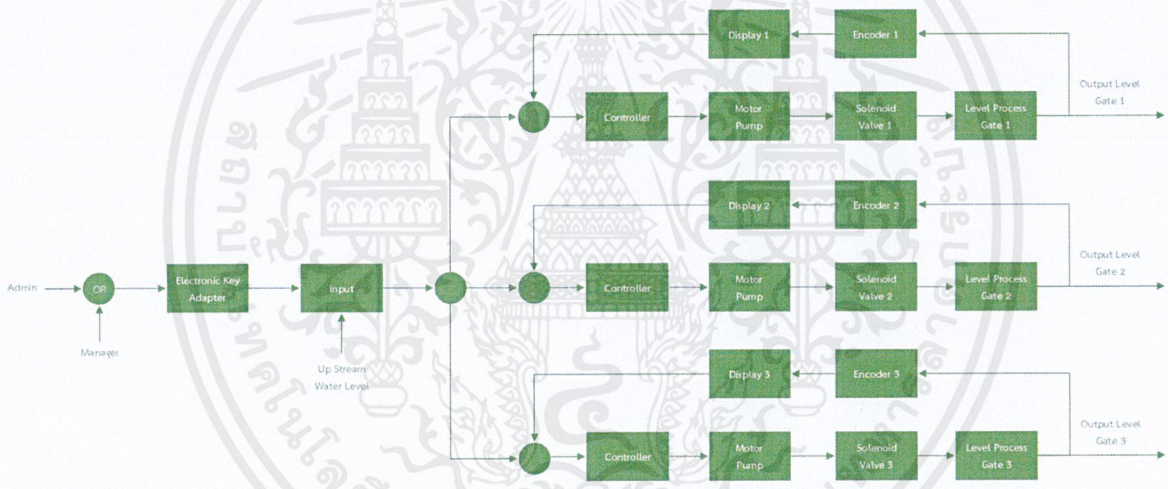 Display 1
Encoder 1
Output Level
Gate 1
Controller
Motor
Pump
Solenoid
Valve 1
Level Process
Gate 1
Display 2
Encoder 2
Output Level
Gate 2
Admin
OR
Electronic Key
Adapter
Input
Controller
Motor
Pump
Solenoid
Valve 2
Level Process
Gate 2
Manager
Up Stream
Water Level
Display 3
Encoder 3
Output Level
Gate 3
Controller
Motor
Pump
Solenoid
Valve 3
Level Process
Gate 3